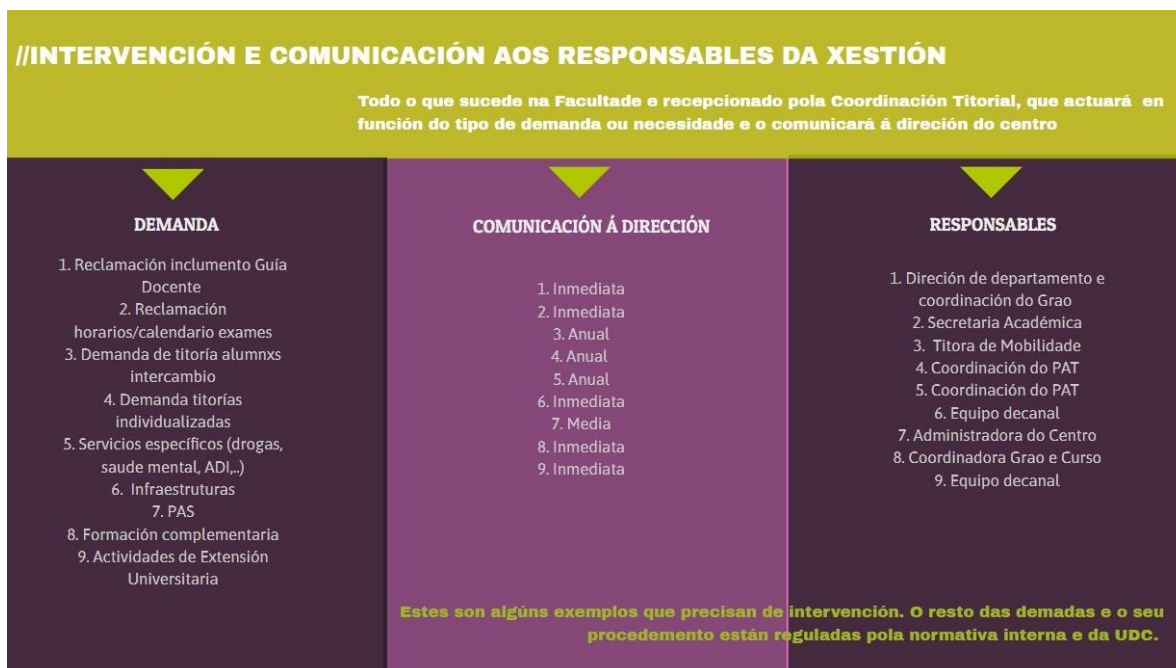 //INTERVENCIÓN E COMUNICACIÓN AOS RESPONSABLES DA XESTIÓN
Todo o que sucede na Facultade e recepcionado pola Coordinación Titorial, que actuará en
función do tipo de demanda ou necesidade e o comunicará á direción do centro
DEMANDA
1. Reclamación inclumento Guía
Docente
2. Reclamación
horarios/calendario exames
3. Demanda de titoría alumnxs
intercambio
4. Demanda titorías
individualizadas
5. Servicios específicos (drogas,
saude mental, ADI,..)
6. Infraestruturas
7. PAS
8. Formación complementaria
9. Actividades de Extensión
Universitaria
COMUNICACIÓN Á DIRECCIÓN
1. Inmediata
2. Inmediata
3. Anual
4. Anual
5. Anual
6. Inmediata
7. Media
8. Inmediata
9. Inmediata
RESPONSABLES
1. Direción de departamento e
coordinación do Grao
2. Secretaria Académica
3. Titora de Mobilidade
4. Coordinación do PAT
5. Coordinación do PAT
6. Equipo decanal
7. Administradora do Centro
8. Coordinadora Grao e Curso
9. Equipo decanal
Estes son algúns exemplos que precisan de intervención. O resto das demadas e o seu
procedemento están reguladas pola normativa interna e da UDC.